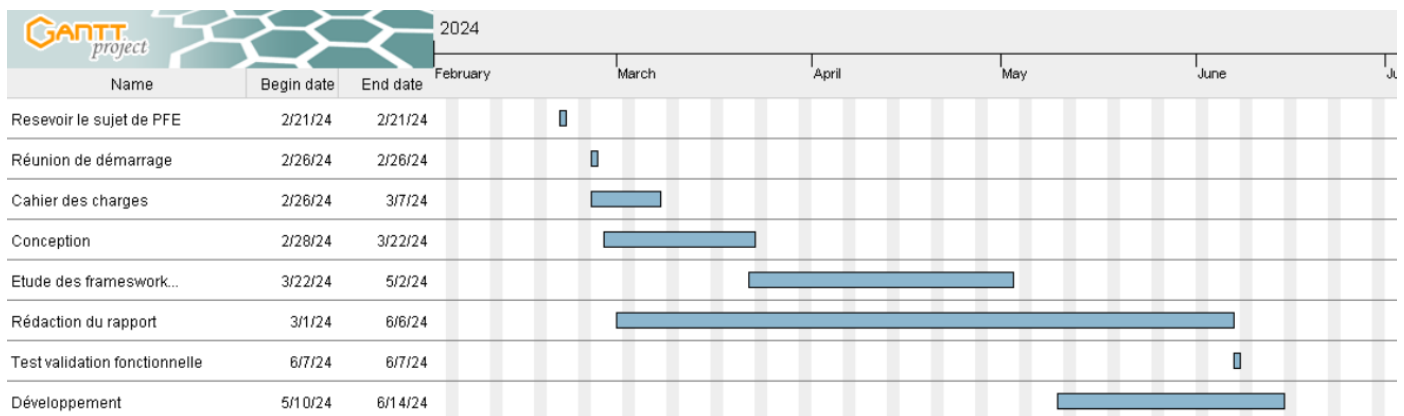 GANTT
project
2024
Name Begin date End date
February March April May June Ju
Resevoir le sujet de PFE 2/21/24 2/21/24
Réunion de démarrage 2/26/24 2/26/24
Cahier des charges 2/26/24 3/7/24
Conception 2/28/24 3/22/24
Etude des frameswork... 3/22/24 5/2/24
Rédaction du rapport 3/1/24 6/6/24
Test validation fonctionnelle 6/7/24 6/7/24
Développement 5/10/24 6/14/24